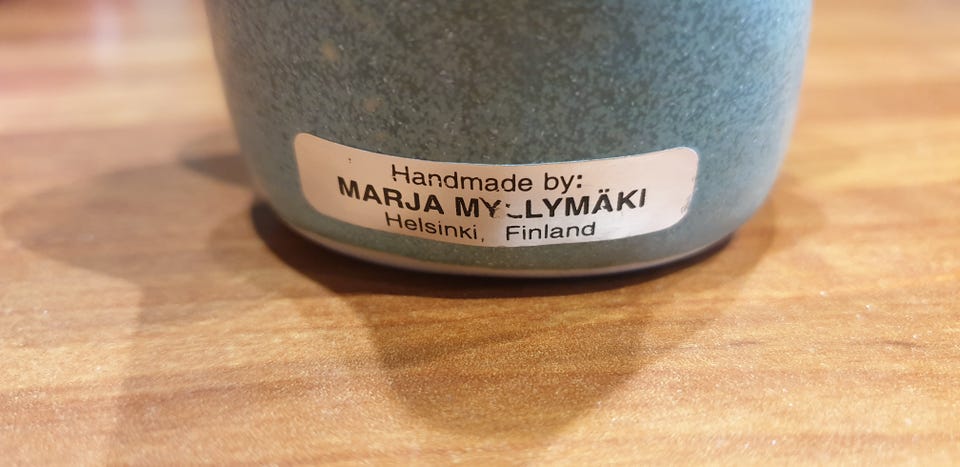 Handmade by:
MARJA MYLLYMÄKI
Helsinki, Finland